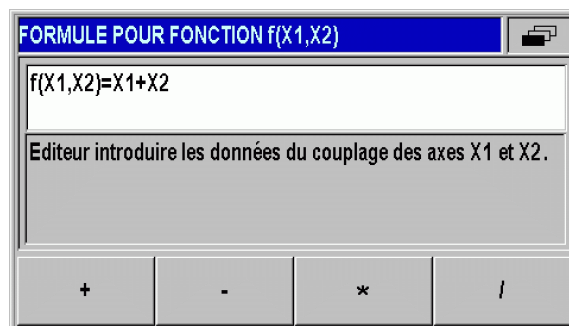 FORMULE POUR FONCTION f(X1,X2)
f(X1,X2)=X1+X2
Editeur introduire les données du couplage des axes X1 et X2.
+ - * /